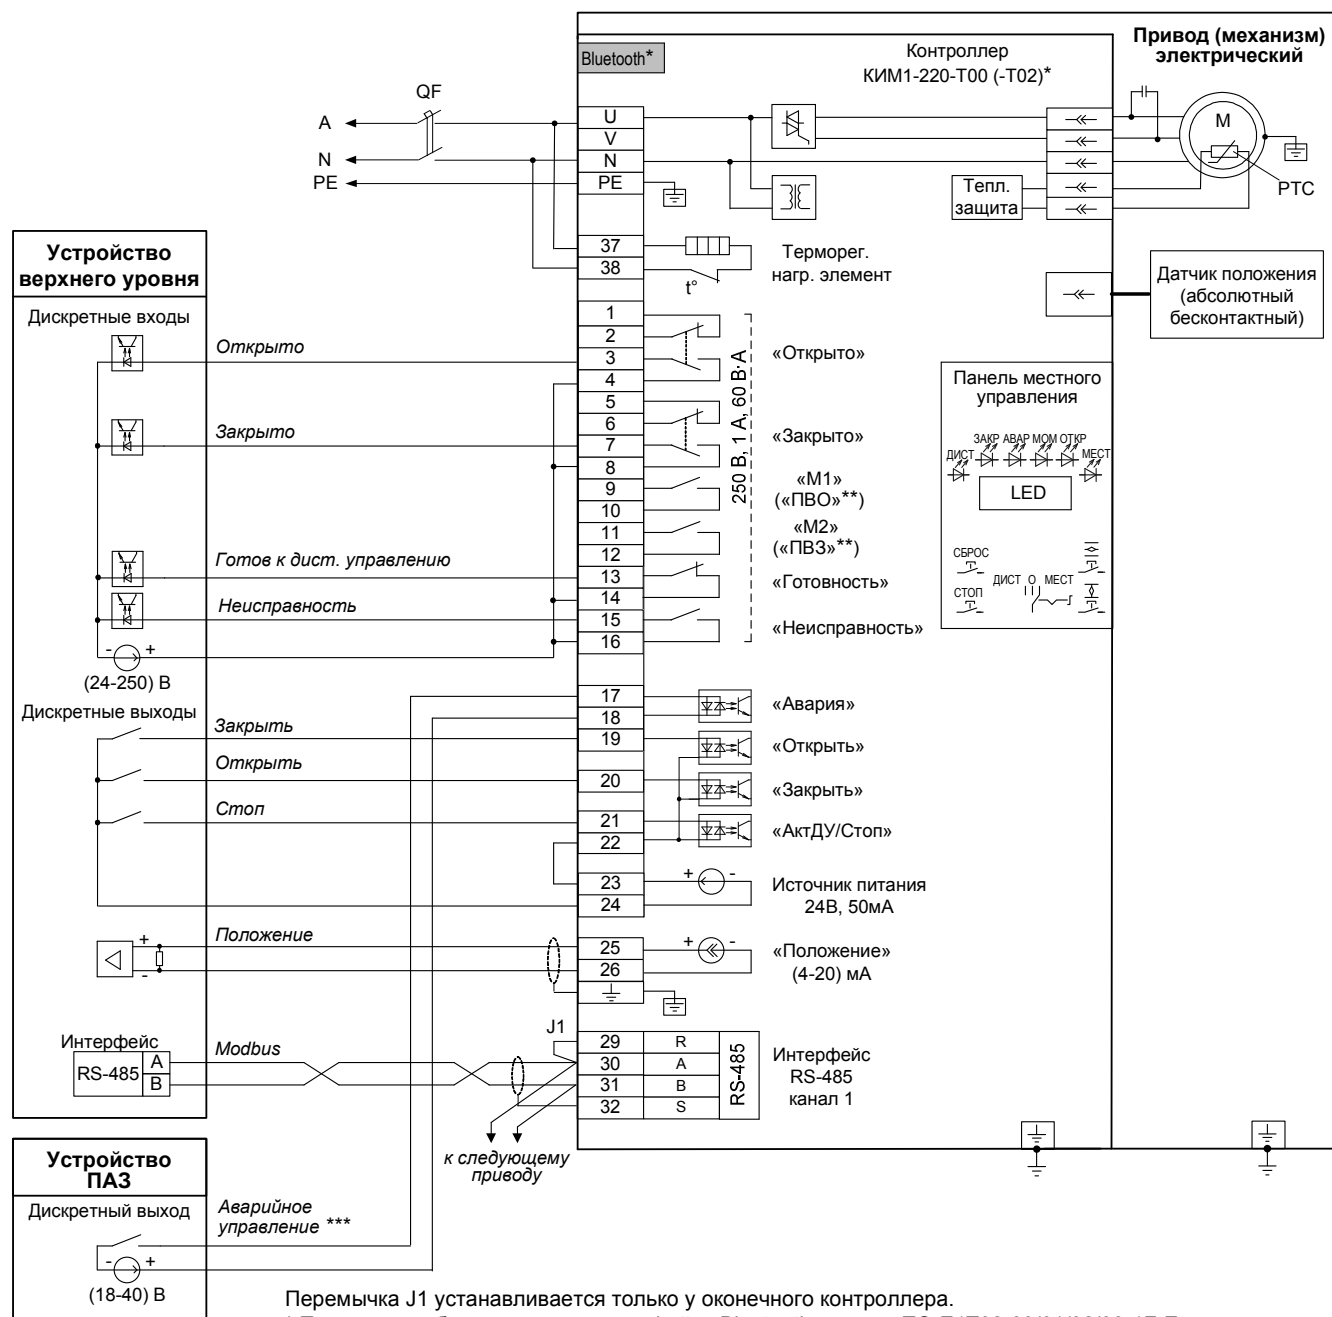 Привод (механизм)
электрический
Bluetooth*
Контроллер
КИМ1-220-Т00 (-Т02)*
QF
A
N
PE
U
V
N
PE
M
PTC
Тепл.
защита
37
38
t°
Терморег.
нагр. элемент
Датчик положения
(абсолютный
бесконтактный)
Устройство
верхнего уровня
Дискретные входы
Открыто
Закрыто
Готов к дист. управлению
Неисправность
- +
(24-250) В
1
2
3
4
5
6
7
8
9
10
11
12
13
14
15
16
250 В, 1 А, 60 В·А
«Открыто»
«Закрыто»
«М1»
(«ПВО»**)
«М2»
(«ПВЗ»**)
«Готовность»
«Неисправность»
Панель местного
управления
ДИСТ ЗАКР АВАР МОМ ОТКР МЕСТ
LED
СБРОС
СТОП
ДИСТ О МЕСТ
Дискретные выходы
Закрыть
Открыть
Стоп
17
18
19
20
21
22
23
24
«Авария»
«Открыть»
«Закрыть»
«АктДУ/Стоп»
+ -
Источник питания
24В, 50мА
+
-
Положение
25
26
+ -
«Положение»
(4-20) мА
J1
Интерфейс
RS-485
A
B
Modbus
29 R
30 A
31 B
32 S
RS-485
Интерфейс
RS-485
канал 1
к следующему
приводу
Устройство
ПАЗ
Дискретный выход
Аварийное
управление ***
- +
(18-40) В
Перемычка J1 устанавливается только у оконечного контроллера.